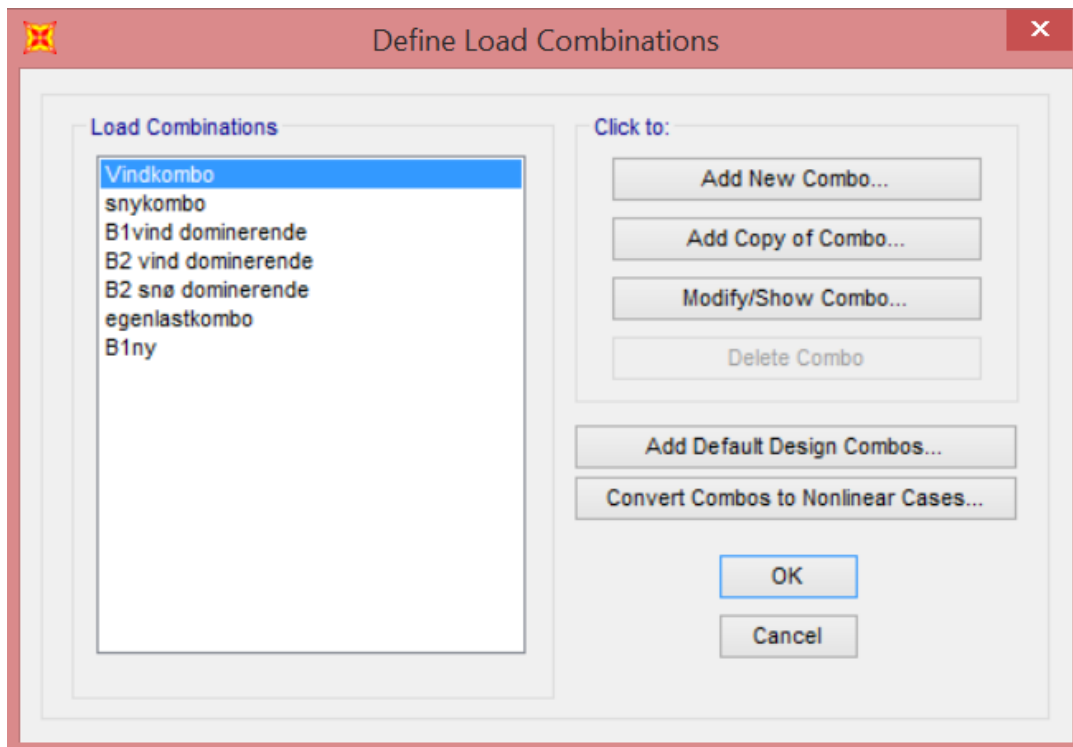 Define Load Combinations
Load Combinations
Vindkombo
snykombo
B1vind dominerende
B2 vind dominerende
B2 snø dominerende
egenlastkombo
B1ny
Click to:
Add New Combo...
Add Copy of Combo...
Modify/Show Combo...
Delete Combo
Add Default Design Combos...
Convert Combos to Nonlinear Cases...
OK
Cancel